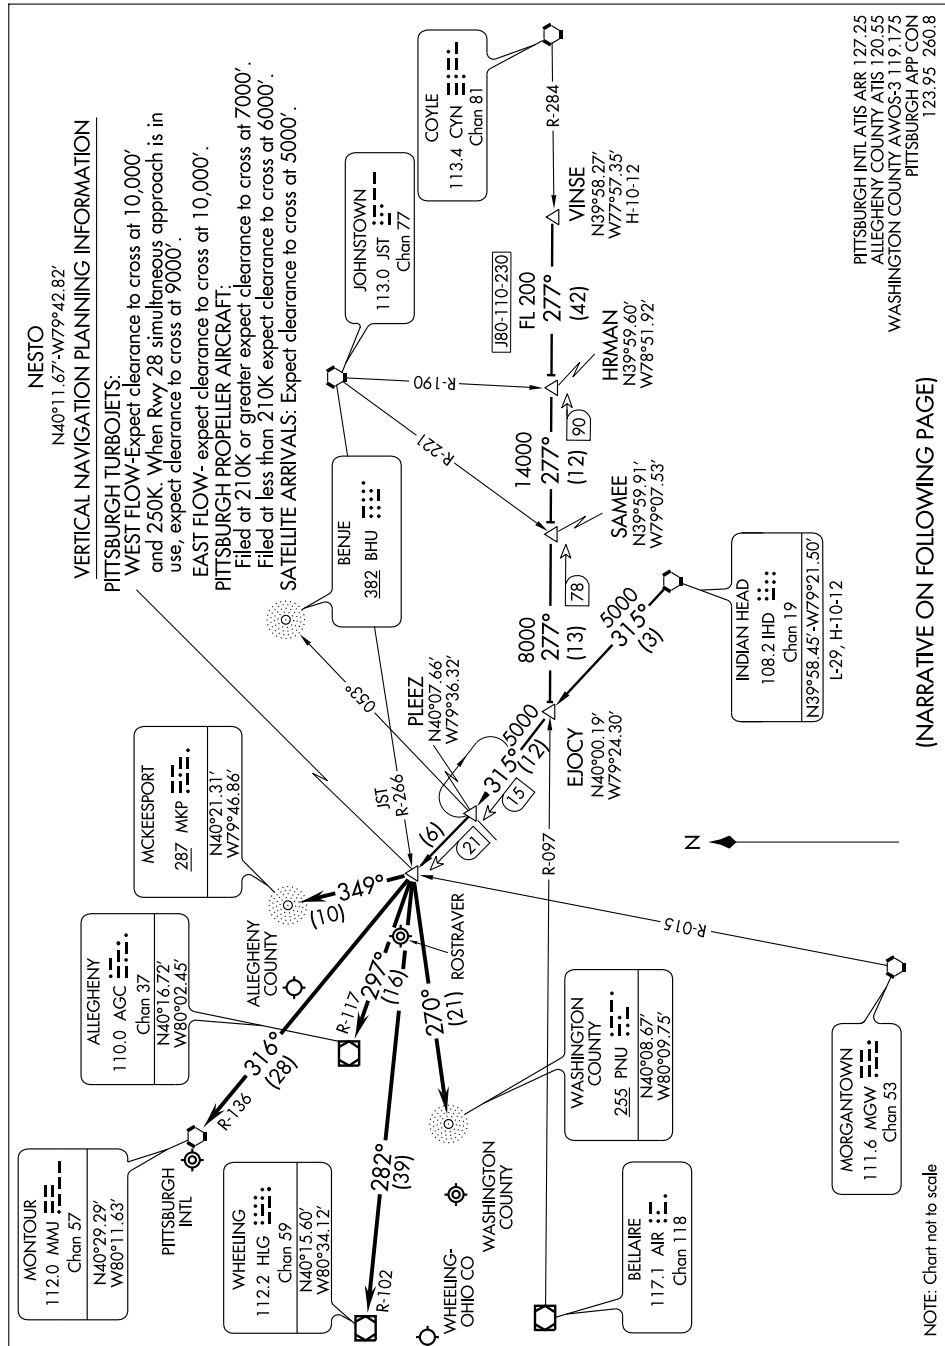 NESTO
N40°11.67'-W79°42.82'
VERTICAL NAVIGATION PLANNING INFORMATION
PITTSBURGH TURBOJETS:
WEST FLOW-Expect clearance to cross at 10,000'
and 250K. When Rwy 28 simultaneous approach is in
use, expect clearance to cross at 9000'.
EAST FLOW- expect clearance to cross at 10,000'.
PITTSBURGH PROPELLER AIRCRAFT:
Filed at 210K or greater expect clearance to cross at 7000'.
Filed at less than 210K expect clearance to cross at 6000'.
SATELLITE ARRIVALS: Expect clearance to cross at 5000'.
MONTOUR
112.0 MMJ
Chan 57
N40°29.29'
W80°11.63'
PITTSBURGH
INTL
R-136
316°
(28)
ALLEGHENY
110.0 AGC
Chan 37
N40°16.72'
W80°02.45'
ALLEGHENY
COUNTY
MCKEESPORT
287 MKP
N40°21.31'
W79°46.86'
349°
(10)
R-117
297°
(16)
ROSTRAVER
WHEELING
112.2 HLG
Chan 59
N40°15.60'
W80°34.12'
R-102
282°
(39)
270°
(21)
WHEELING-
OHIO CO
WASHINGTON
COUNTY
WASHINGTON
COUNTY
255 PNU
N40°08.67'
W80°09.75'
BELLAIRE
117.1 AIR
Chan 118
R-097
MORGANTOWN
111.6 MGW
Chan 53
R-015
JST
R-266
053°
BENJE
382 BHU
JOHNSTOWN
113.0 JST
Chan 77
R-221
R-190
COYLE
113.4 CYN
Chan 81
R-284
PLEEZ
N40°07.66'
W79°36.32'
(6)
21
15
5000
315°
(12)
EJOCY
N40°00.19'
W79°24.30'
5000
315°
(3)
INDIAN HEAD
108.2 IHD
Chan 19
N39°58.45'-W79°21.50'
L-29, H-10-12
8000
277°
(13)
78
SAMEE
N39°59.91'
W79°07.53'
14000
277°
(12)
90
HRMAN
N39°59.60'
W78°51.92'
J80-110-230
FL 200
277°
(42)
VINSE
N39°58.27'
W77°57.35'
H-10-12
N
PITTSBURGH INTL ATIS ARR 127.25
ALLEGHENY COUNTY ATIS 120.55
WASHINGTON COUNTY AWOS-3 119.175
PITTSBURGH APP CON
123.95 260.8
(NARRATIVE ON FOLLOWING PAGE)
NOTE: Chart not to scale